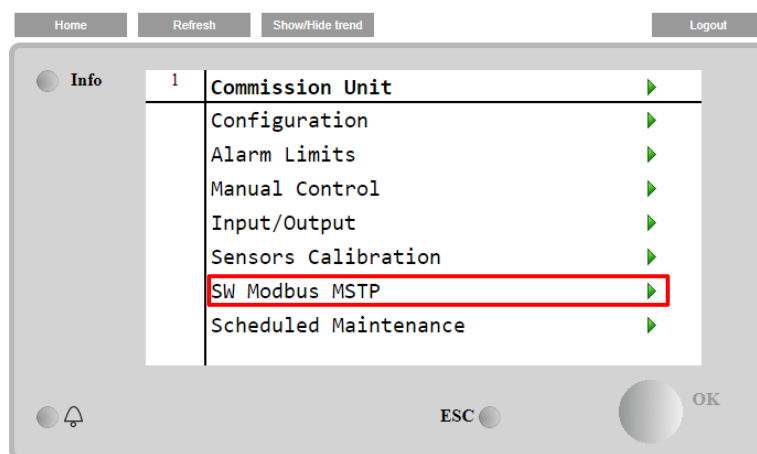 Home Refresh Show/Hide trend Logout
Info
1 Commission Unit
Configuration
Alarm Limits
Manual Control
Input/Output
Sensors Calibration
SW Modbus MSTP
Scheduled Maintenance
ESC OK